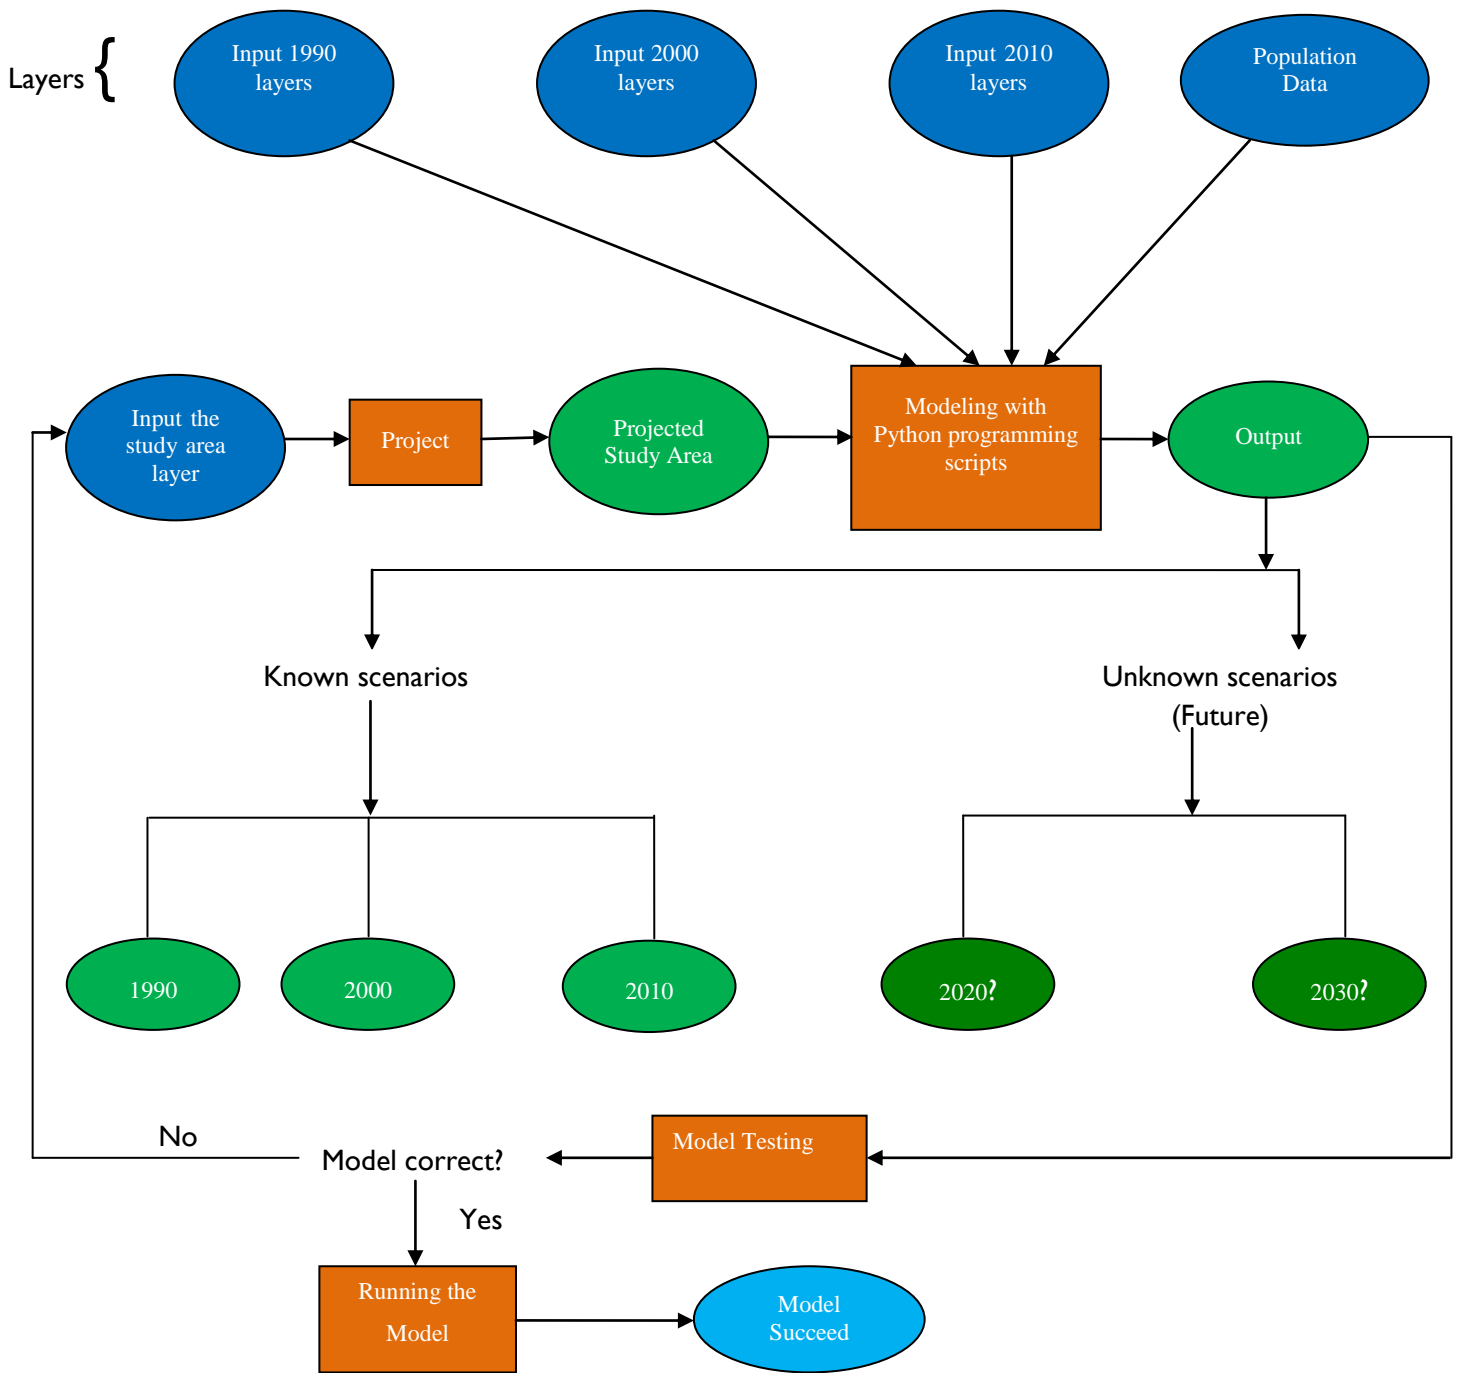 Layers {
Input 1990
layers
Input 2000
layers
Input 2010
layers
Population
Data
Input the
study area
layer
Project
Projected
Study Area
Modeling with
Python programming
scripts
Output
Known scenarios
Unknown scenarios
(Future)
1990
2000
2010
2020?
2030?
No
Model correct?
Model Testing
Yes
Running the
Model
Model
Succeed